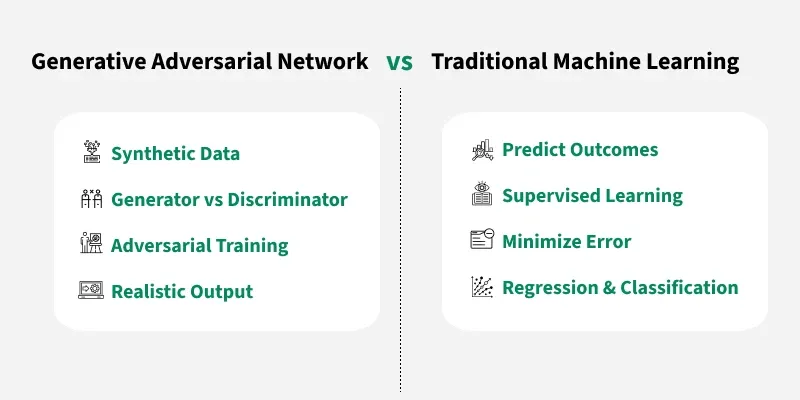 Generative Adversarial Network vs Traditional Machine Learning
Synthetic Data
Generator vs Discriminator
Adversarial Training
Realistic Output
Predict Outcomes
Supervised Learning
Minimize Error
Regression & Classification